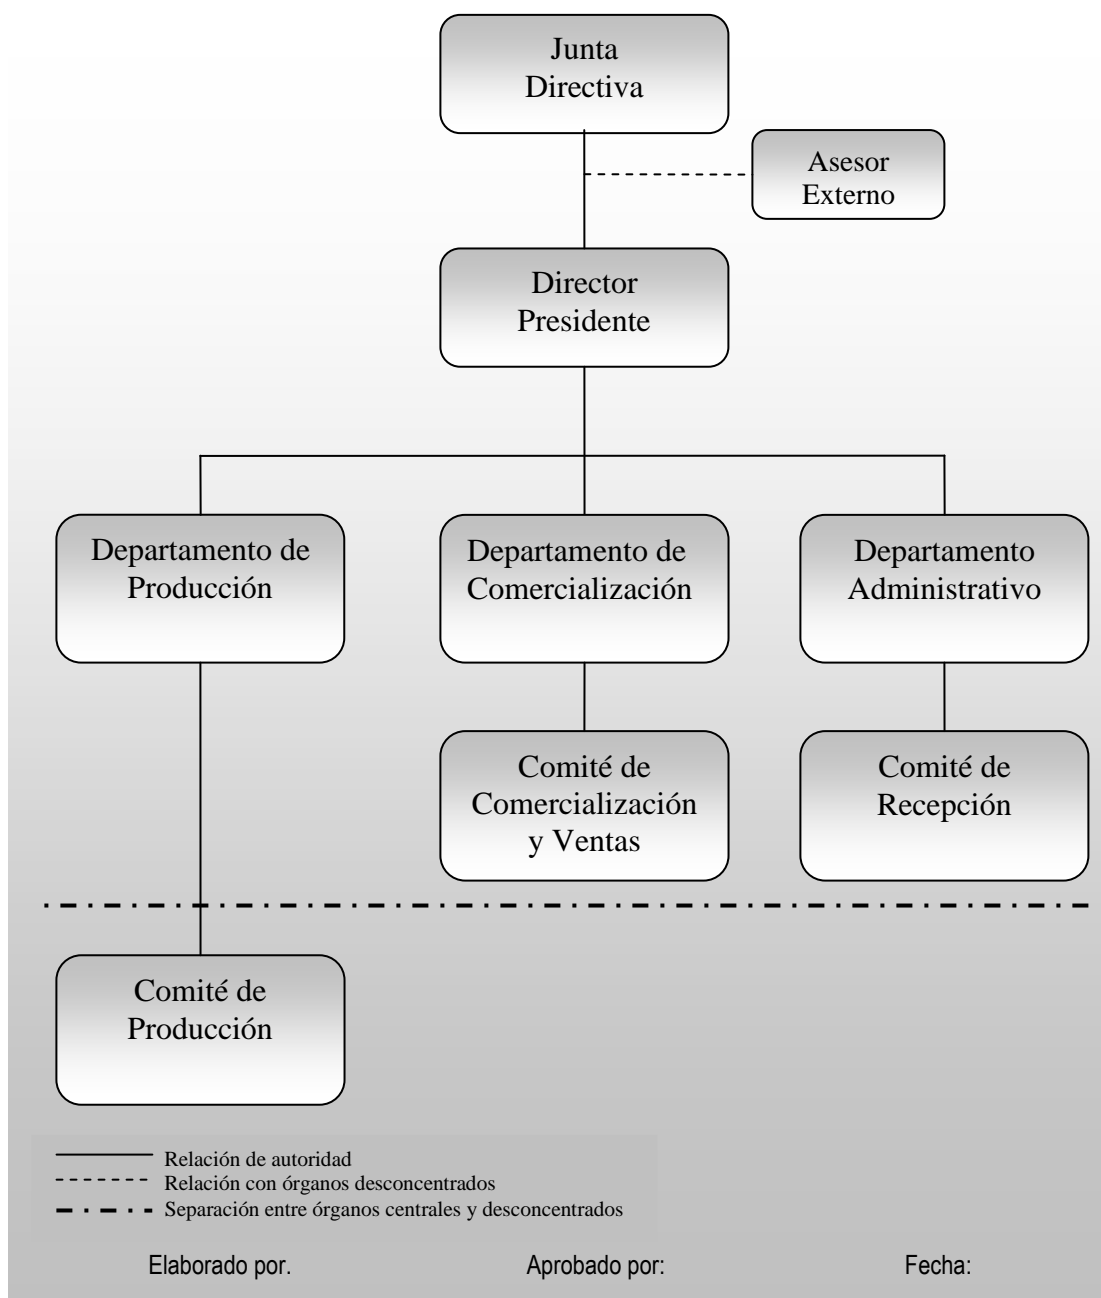 Junta
Directiva
Asesor
Externo
Director
Presidente
Departamento de
Producción
Departamento de
Comercialización
Departamento
Administrativo
Comité de
Comercialización
y Ventas
Comité de
Recepción
Comité de
Producción
Relación de autoridad
Relación con órganos desconcentrados
Separación entre órganos centrales y desconcentrados
Elaborado por.
Aprobado por:
Fecha: